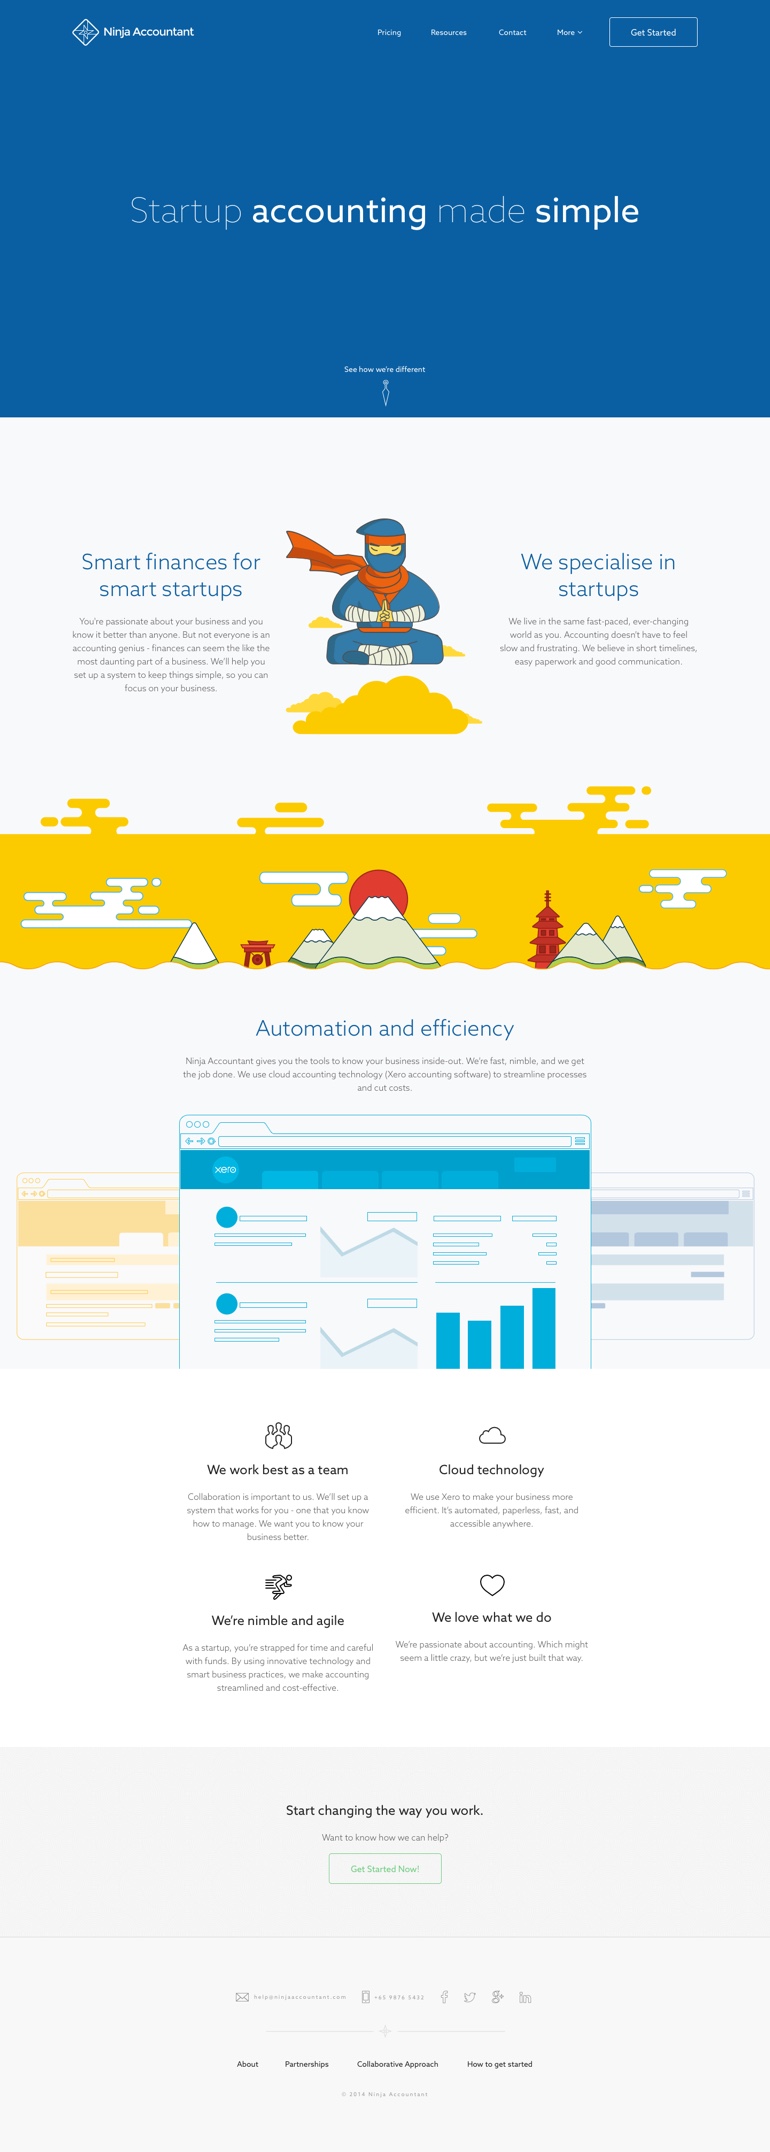 Ninja Accountant
Pricing
Resources
Contact
More
Get Started
Startup accounting made simple
See how we're different
Smart finances for
smart startups
You're passionate about your business and you
know it better than anyone. But not everyone is an
accounting genius - finances can seem the like the
most daunting part of a business. We'll help you
set up a system to keep things simple, so you can
focus on your business.
We specialise in
startups
We live in the same fast-paced, ever-changing
world as you. Accounting doesn't have to feel
slow and frustrating. We believe in short timelines,
easy paperwork and good communication.
Automation and efficiency
Ninja Accountant gives you the tools to know your business inside-out. We're fast, nimble, and we get
the job done. We use cloud accounting technology (Xero accounting software) to streamline processes
and cut costs.
xero
We work best as a team
Collaboration is important to us. We'll set up a
system that works for you - one that you know
how to manage. We want you to know your
business better.
Cloud technology
We use Xero to make your business more
efficient. It's automated, paperless, fast, and
accessible anywhere.
We're nimble and agile
As a startup, you're strapped for time and careful
with funds. By using innovative technology and
smart business practices, we make accounting
streamlined and cost-effective.
We love what we do
We're passionate about accounting. Which might
seem a little crazy, but we're just built that way.
Start changing the way you work.
Want to know how we can help?
Get Started Now!
help@ninjaaccountant.com
+65 9876 5432
About
Partnerships
Collaborative Approach
How to get started
© 2014 Ninja Accountant